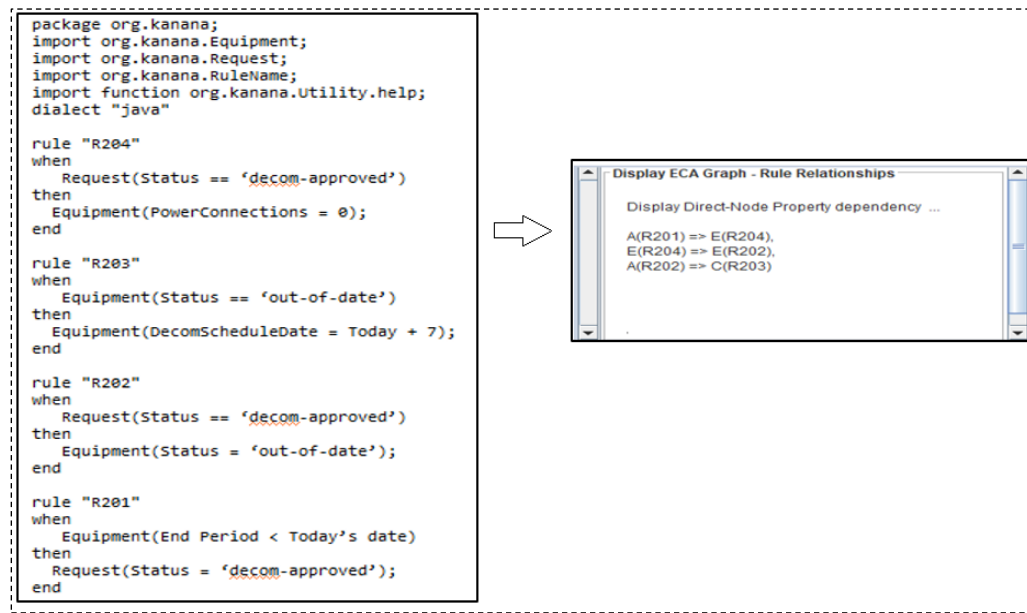 package org.kanana;
import org.kanana.Equipment;
import org.kanana.Request;
import org.kanana.RuleName;
import function org.kanana.Utility.help;
dialect "java"
rule "R204"
when
Request(Status == ‘decom-approved’)
then
Equipment(PowerConnections = 0);
end
rule "R203"
when
Equipment(Status == ‘out-of-date’)
then
Equipment(DecomScheduleDate = Today + 7);
end
rule "R202"
when
Request(Status == ‘decom-approved’)
then
Equipment(Status = ‘out-of-date’);
end
rule "R201"
when
Equipment(End Period < Today’s date)
then
Request(Status = ‘decom-approved’);
end
Display ECA Graph - Rule Relationships
Display Direct-Node Property dependency ...
A(R201) => E(R204),
E(R204) => E(R202),
A(R202) => C(R203)